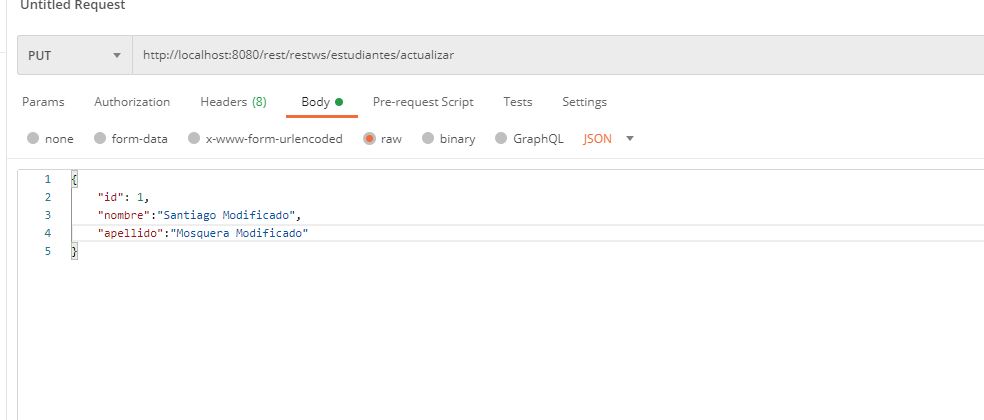 Untitled Request
PUT http://localhost:8080/rest/restws/estudiantes/actualizar
Params Authorization Headers (8) Body Pre-request Script Tests Settings
none form-data x-www-form-urlencoded raw binary GraphQL JSON
1 {
2 "id": 1,
3 "nombre":"Santiago Modificado",
4 "apellido":"Mosquera Modificado"
5 }